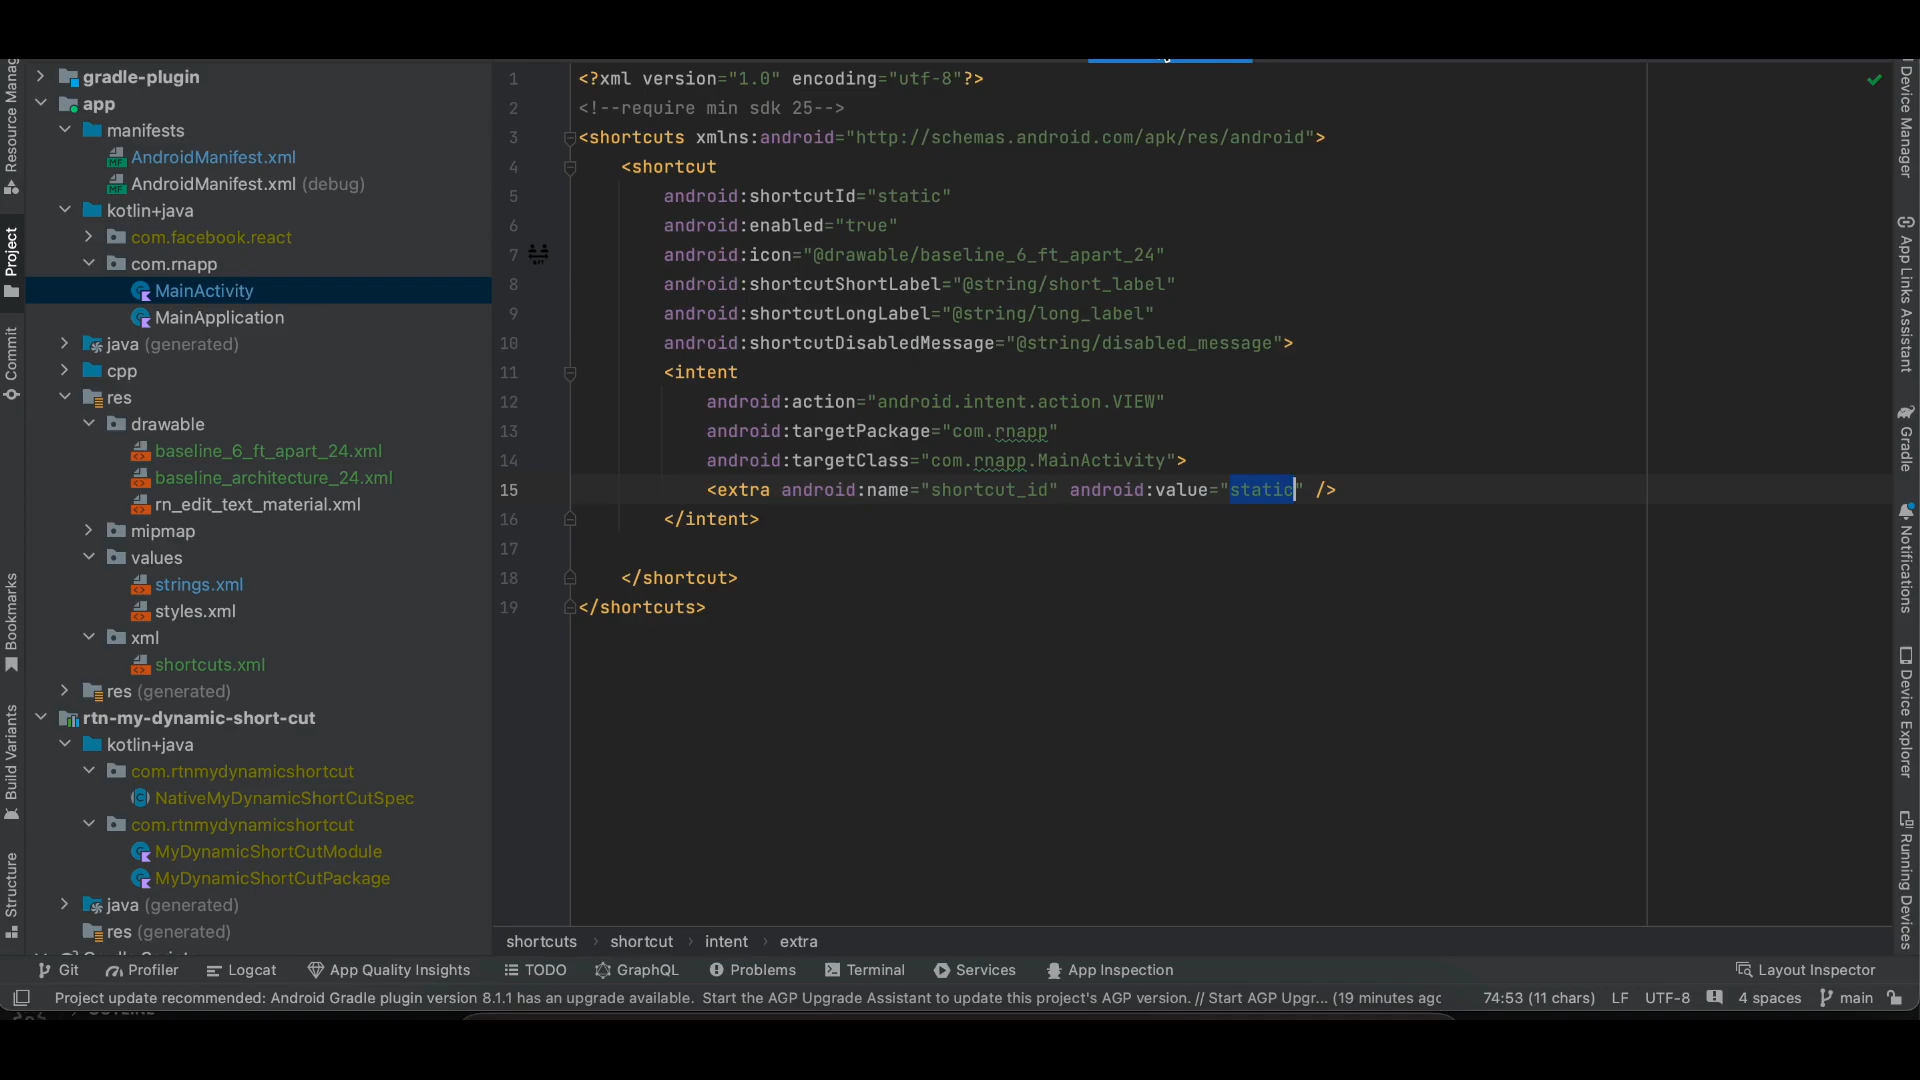 Resource Manag
Project
Commit
Bookmarks
Build Variants
Structure
gradle-plugin
app
manifests
AndroidManifest.xml
AndroidManifest.xml (debug)
kotlin+java
com.facebook.react
com.rnapp
MainActivity
MainApplication
java (generated)
cpp
res
drawable
baseline_6_ft_apart_24.xml
baseline_architecture_24.xml
rn_edit_text_material.xml
mipmap
values
strings.xml
styles.xml
xml
shortcuts.xml
res (generated)
rtn-my-dynamic-short-cut
kotlin+java
com.rtnmydynamicshortcut
NativeMyDynamicShortCutSpec
com.rtnmydynamicshortcut
MyDynamicShortCutModule
MyDynamicShortCutPackage
java (generated)
res (generated)
1 <?xml version="1.0" encoding="utf-8"?>
2 <!--require min sdk 25-->
3 <shortcuts xmlns:android="http://schemas.android.com/apk/res/android">
4 <shortcut
5 android:shortcutId="static"
6 android:enabled="true"
7 android:icon="@drawable/baseline_6_ft_apart_24"
8 android:shortcutShortLabel="@string/short_label"
9 android:shortcutLongLabel="@string/long_label"
10 android:shortcutDisabledMessage="@string/disabled_message">
11 <intent
12 android:action="android.intent.action.VIEW"
13 android:targetPackage="com.rnapp"
14 android:targetClass="com.rnapp.MainActivity">
15 <extra android:name="shortcut_id" android:value="static" />
16 </intent>
17
18 </shortcut>
19 </shortcuts>
shortcuts › shortcut › intent › extra
Device Manager
App Links Assistant
Gradle
Notifications
Device Explorer
Running Devices
Git Profiler Logcat App Quality Insights TODO GraphQL Problems Terminal Services App Inspection Layout Inspector
Project update recommended: Android Gradle plugin version 8.1.1 has an upgrade available. Start the AGP Upgrade Assistant to update this project's AGP version. // Start AGP Upgr... (19 minutes ago 74:53 (11 chars) LF UTF-8 4 spaces main